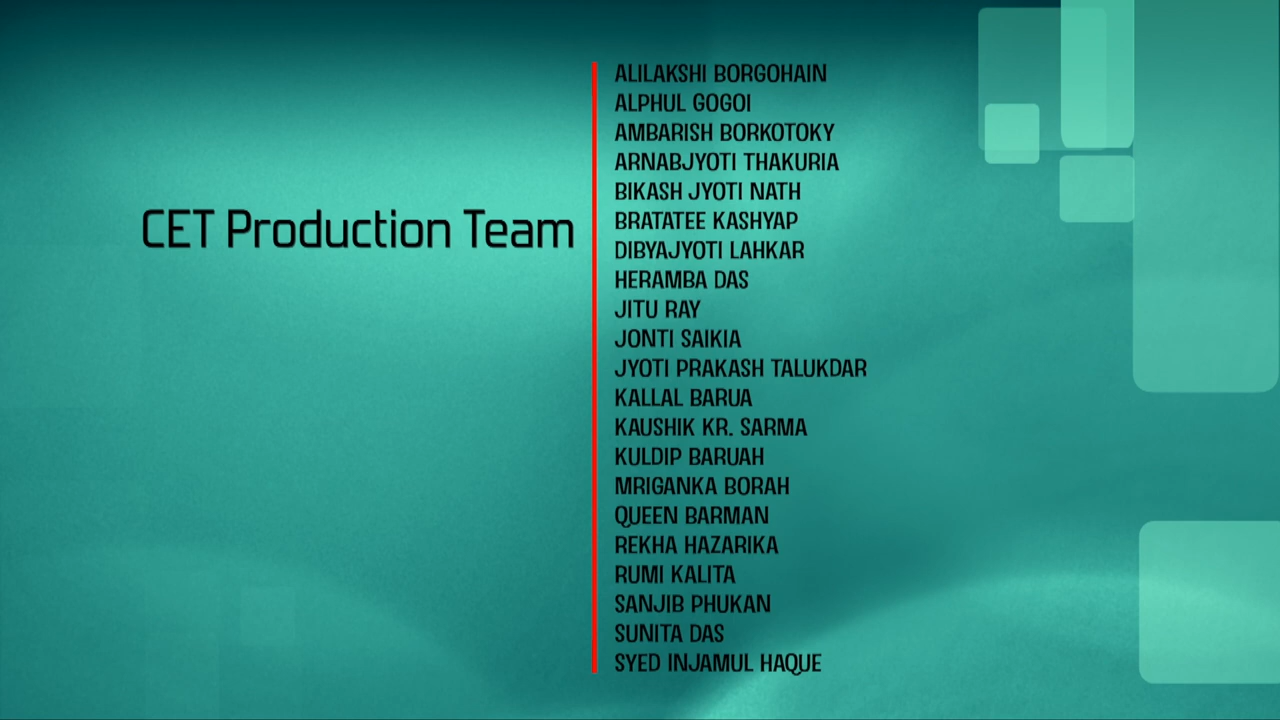 CET Production Team
ALILAKSHI BORGOHAIN
ALPHUL GOGOI
AMBARISH BORKOTOKY
ARNABJYOTI THAKURIA
BIKASH JYOTI NATH
BRATATEE KASHYAP
DIBYAJYOTI LAHKAR
HERAMBA DAS
JITU RAY
JONTI SAIKIA
JYOTI PRAKASH TALUKDAR
KALLAL BARUA
KAUSHIK KR. SARMA
KULDIP BARUAH
MRIGANKA BORAH
QUEEN BARMAN
REKHA HAZARIKA
RUMI KALITA
SANJIB PHUKAN
SUNITA DAS
SYED INJAMUL HAQUE